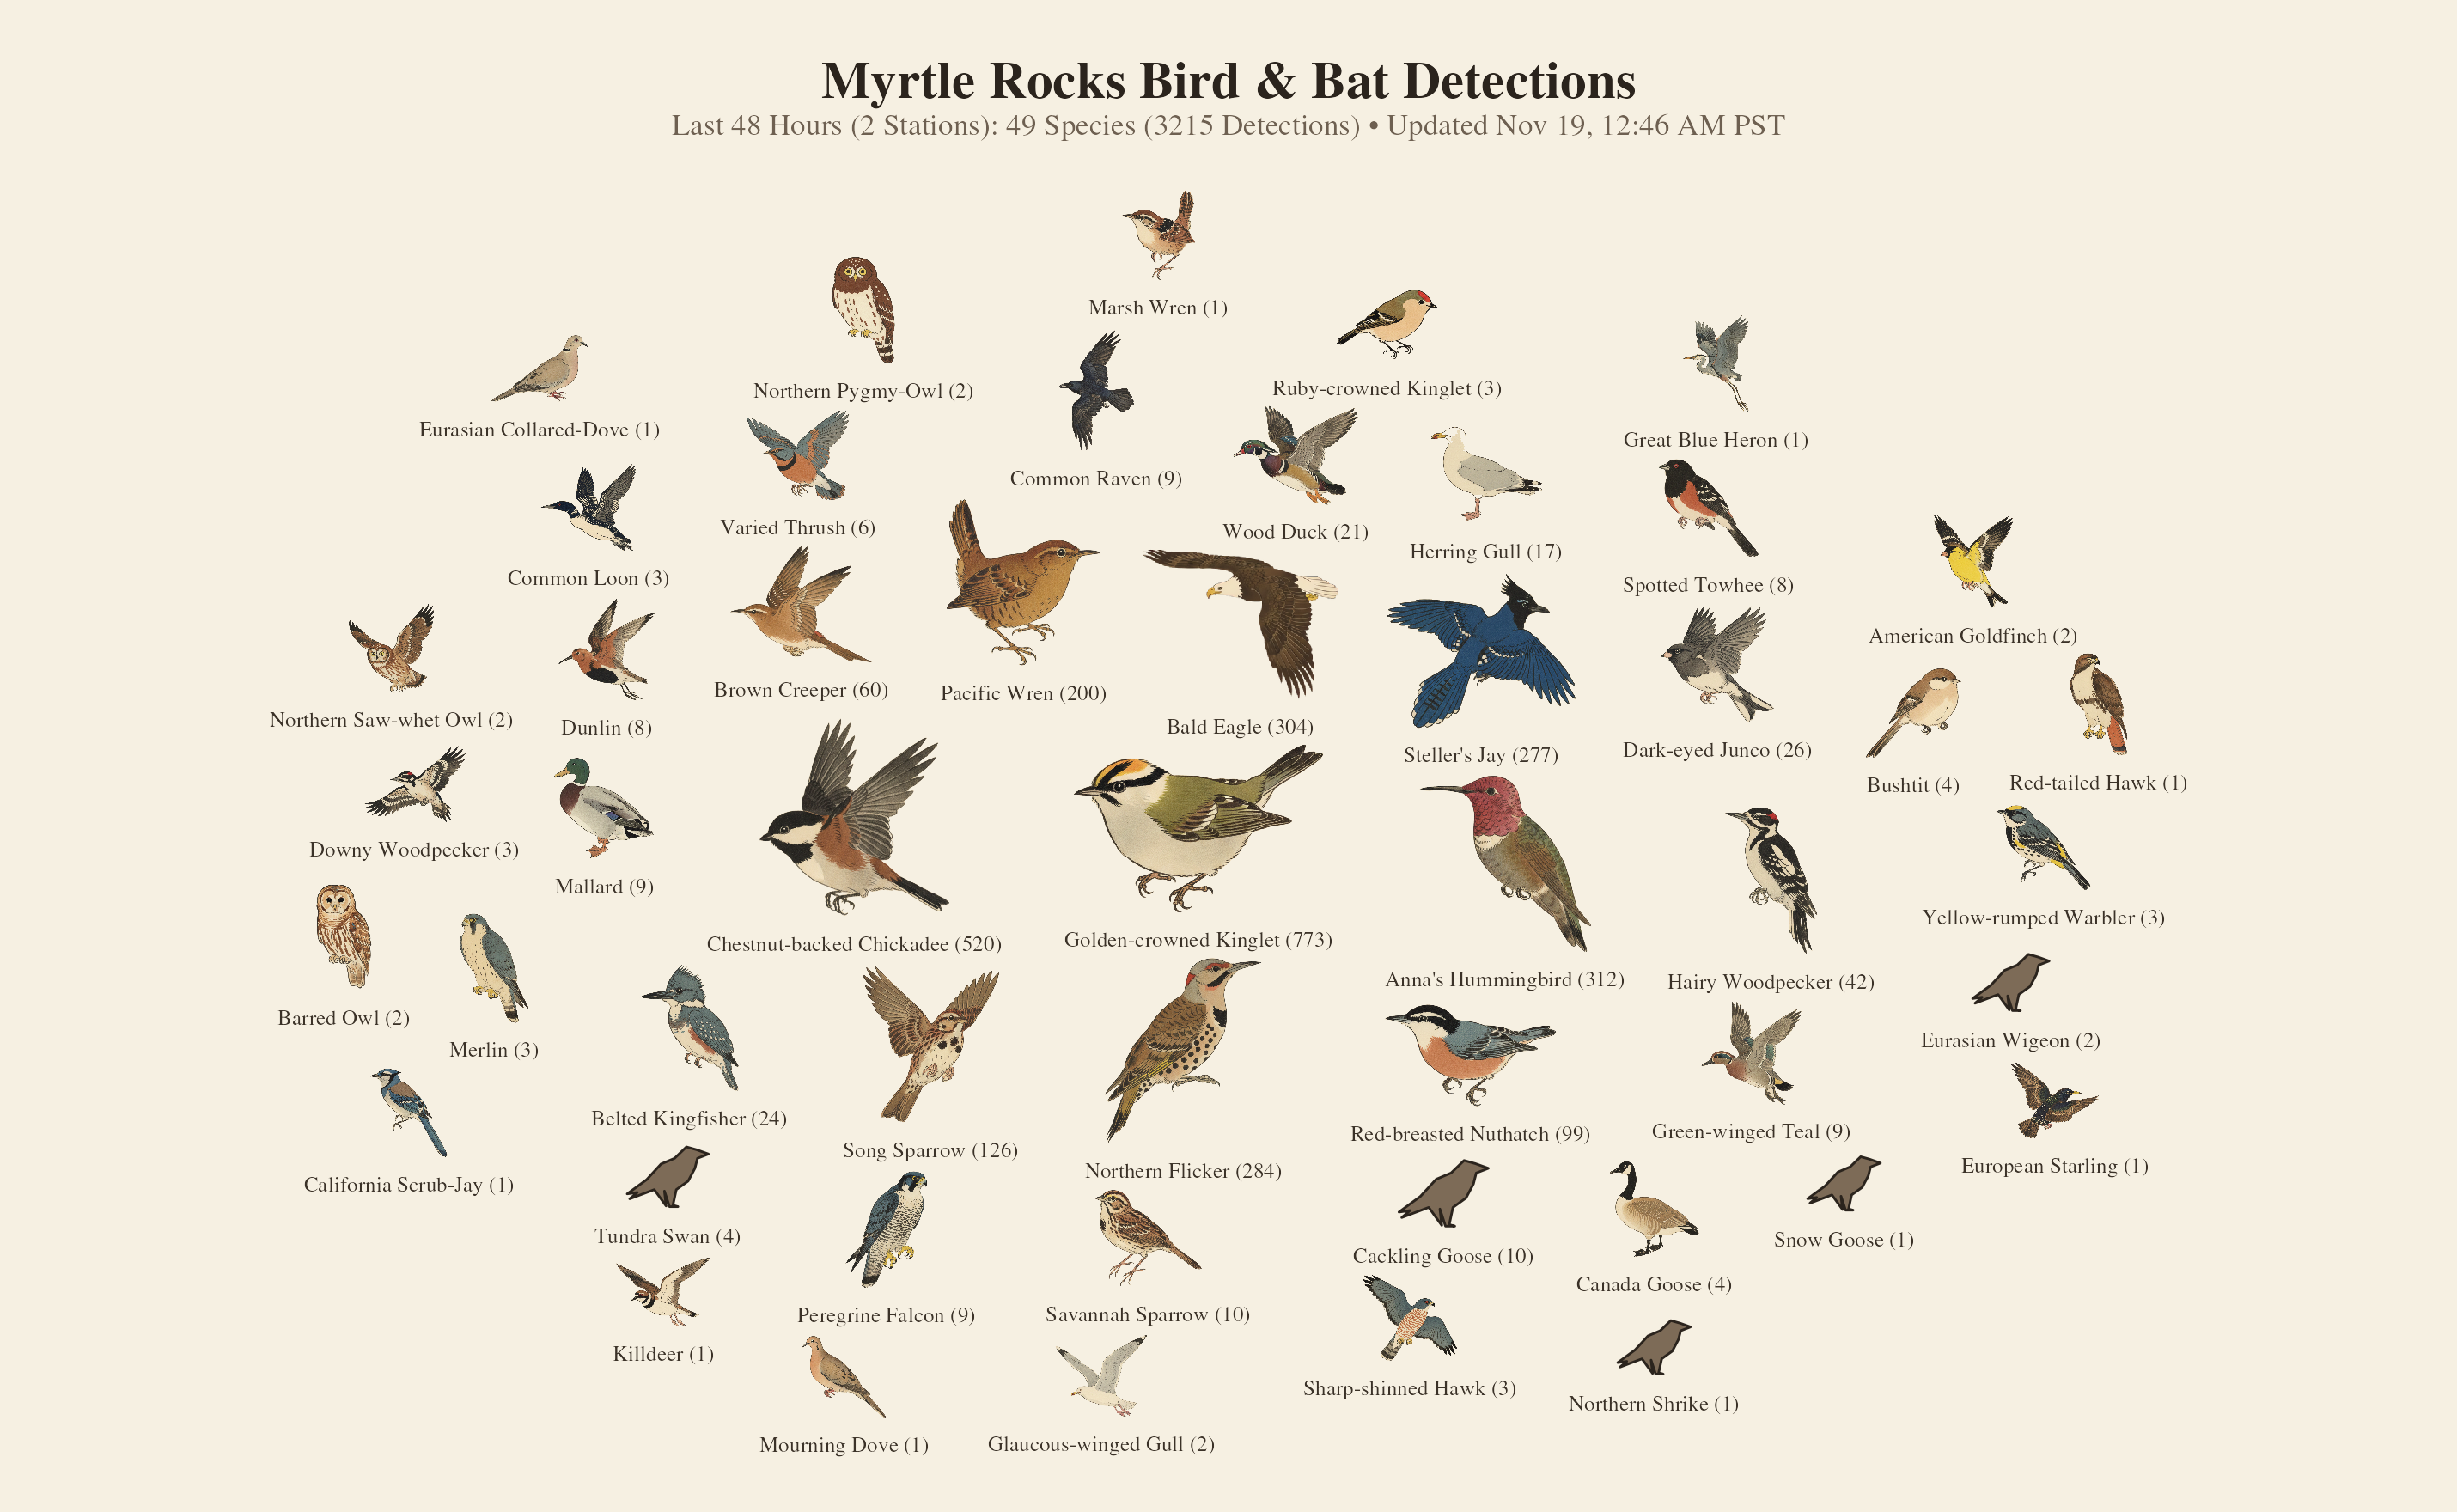 Myrtle Rocks Bird & Bat Detections
Last 48 Hours (2 Stations): 49 Species (3215 Detections) • Updated Nov 19, 12:46 AM PST
Marsh Wren (1)
Northern Pygmy-Owl (2)
Ruby-crowned Kinglet (3)
Eurasian Collared-Dove (1)
Great Blue Heron (1)
Common Raven (9)
Varied Thrush (6)
Wood Duck (21)
Herring Gull (17)
Common Loon (3)
Spotted Towhee (8)
American Goldfinch (2)
Brown Creeper (60)
Pacific Wren (200)
Northern Saw-whet Owl (2)
Dunlin (8)
Bald Eagle (304)
Steller's Jay (277)
Dark-eyed Junco (26)
Bushtit (4)
Red-tailed Hawk (1)
Downy Woodpecker (3)
Mallard (9)
Yellow-rumped Warbler (3)
Chestnut-backed Chickadee (520)
Golden-crowned Kinglet (773)
Anna's Hummingbird (312)
Hairy Woodpecker (42)
Barred Owl (2)
Merlin (3)
Eurasian Wigeon (2)
Belted Kingfisher (24)
Song Sparrow (126)
Northern Flicker (284)
Red-breasted Nuthatch (99)
Green-winged Teal (9)
European Starling (1)
California Scrub-Jay (1)
Tundra Swan (4)
Cackling Goose (10)
Canada Goose (4)
Snow Goose (1)
Peregrine Falcon (9)
Savannah Sparrow (10)
Killdeer (1)
Sharp-shinned Hawk (3)
Northern Shrike (1)
Mourning Dove (1)
Glaucous-winged Gull (2)